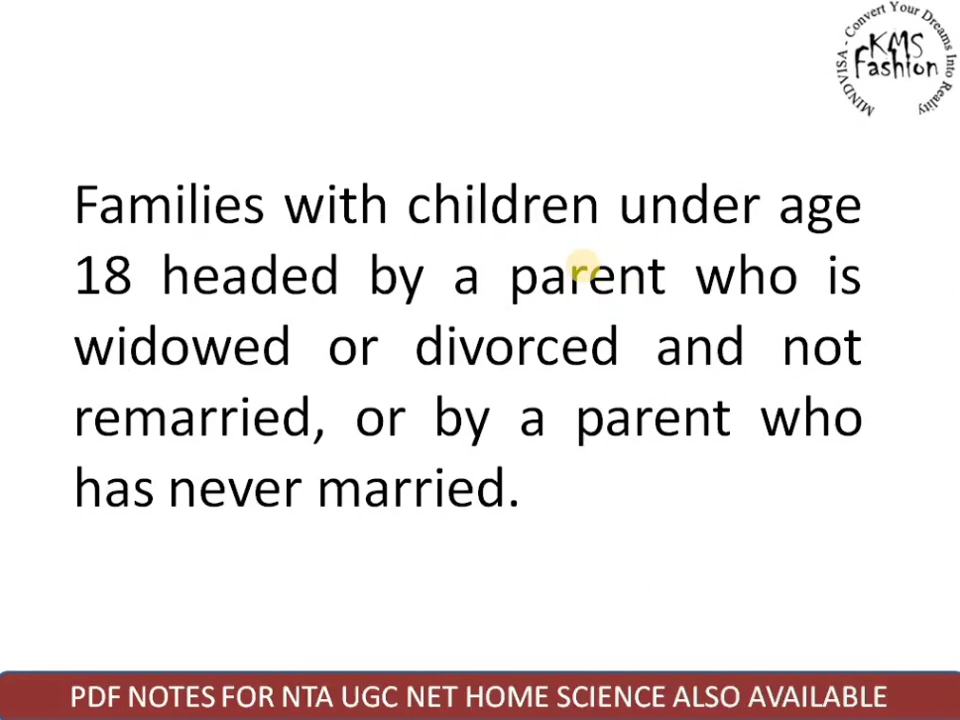 MINDVISA - Convert Your Dreams Into Reality
KMS
Fashion
Families with children under age
18 headed by a parent who is
widowed or divorced and not
remarried, or by a parent who
has never married.
PDF NOTES FOR NTA UGC NET HOME SCIENCE ALSO AVAILABLE